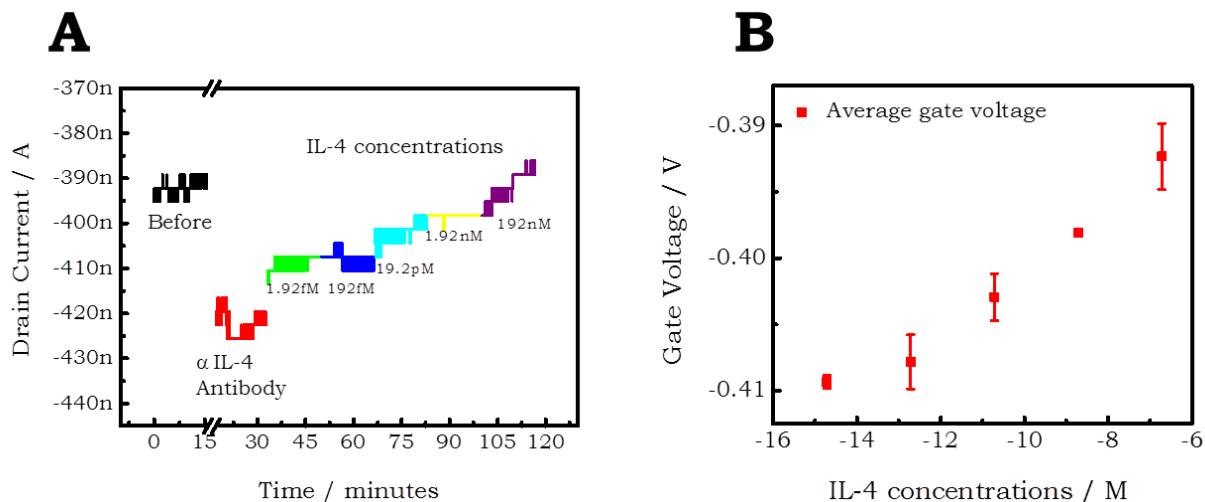 A
-370n
-380n
-390n
-400n
-410n
-420n
-430n
-440n
Drain Current / A
IL-4 concentrations
Before
α IL-4
Antibody
1.92fM
192fM
19.2pM
1.92nM
192nM
0
15
30
45
60
75
90
105
120
Time / minutes
B
Average gate voltage
-0.39
-0.40
-0.41
Gate Voltage / V
-16
-14
-12
-10
-8
-6
IL-4 concentrations / M